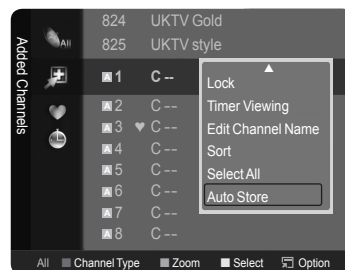 Added Channels
All
824 UKTV Gold
825 UKTV style
A 1 C --
A 2 C --
A 3 ♥ C --
A 4 C --
A 5 C --
A 6 C --
A 7 C --
A 8 C --
▲
Lock
Timer Viewing
Edit Channel Name
Sort
Select All
Auto Store
All Channel Type Zoom Select Option